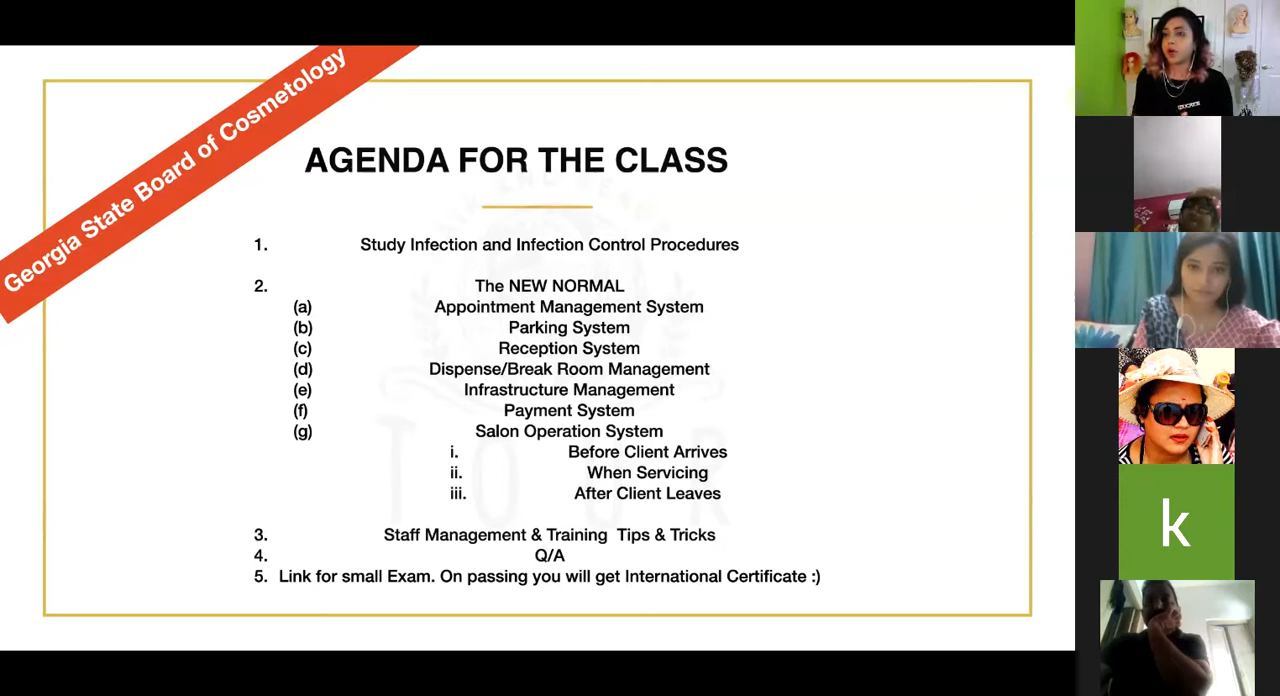 Georgia State Board of Cosmetology
AGENDA FOR THE CLASS
1. Study Infection and Infection Control Procedures
2. The NEW NORMAL
(a) Appointment Management System
(b) Parking System
(c) Reception System
(d) Dispense/Break Room Management
(e) Infrastructure Management
(f) Payment System
(g) Salon Operation System
i. Before Client Arrives
ii. When Servicing
iii. After Client Leaves
3. Staff Management & Training  Tips & Tricks
4. Q/A
5. Link for small Exam. On passing you will get International Certificate :)
TOUR
k